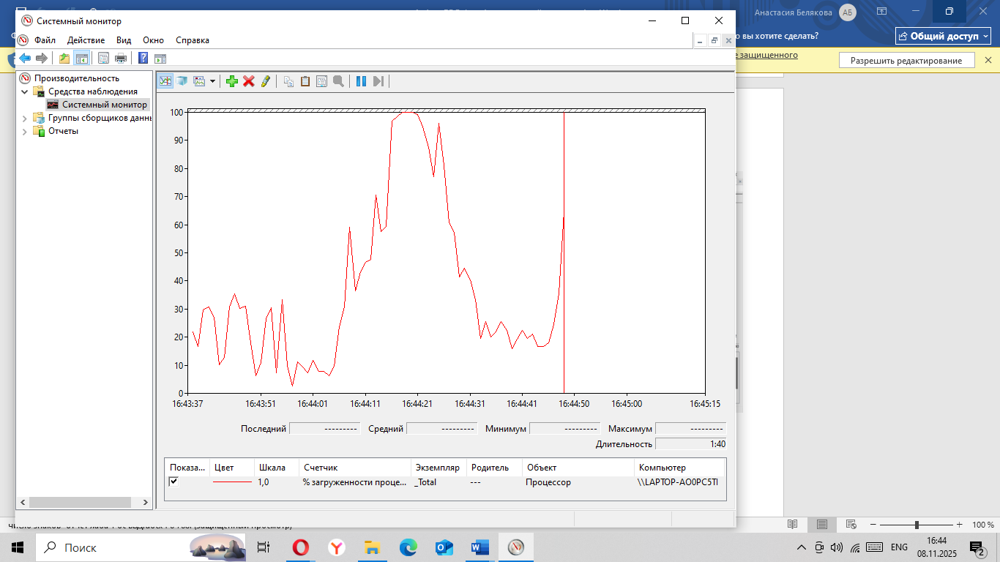 Системный монитор
Анастасия Белякова АБ
Файл Действие Вид Окно Справка
о вы хотите сделать?
Общий доступ
е защищенного
Разрешить редактирование
Производительность
Средства наблюдения
Системный монитор
Группы сборщиков данны
Отчеты
100
90
80
70
60
50
40
30
20
10
0
16:43:37 16:43:51 16:44:01 16:44:11 16:44:21 16:44:31 16:44:41 16:44:50 16:45:00 16:45:15
Последний --------- Средний --------- Минимум --------- Максимум ---------
Длительность 1:40
Показа... Цвет Шкала Счетчик Экземпляр Родитель Объект Компьютер
1,0 % загруженности проце... _Total --- Процессор \\LAPTOP-AO0PC5TI
100 %
Поиск
ENG
16:44
08.11.2025
2